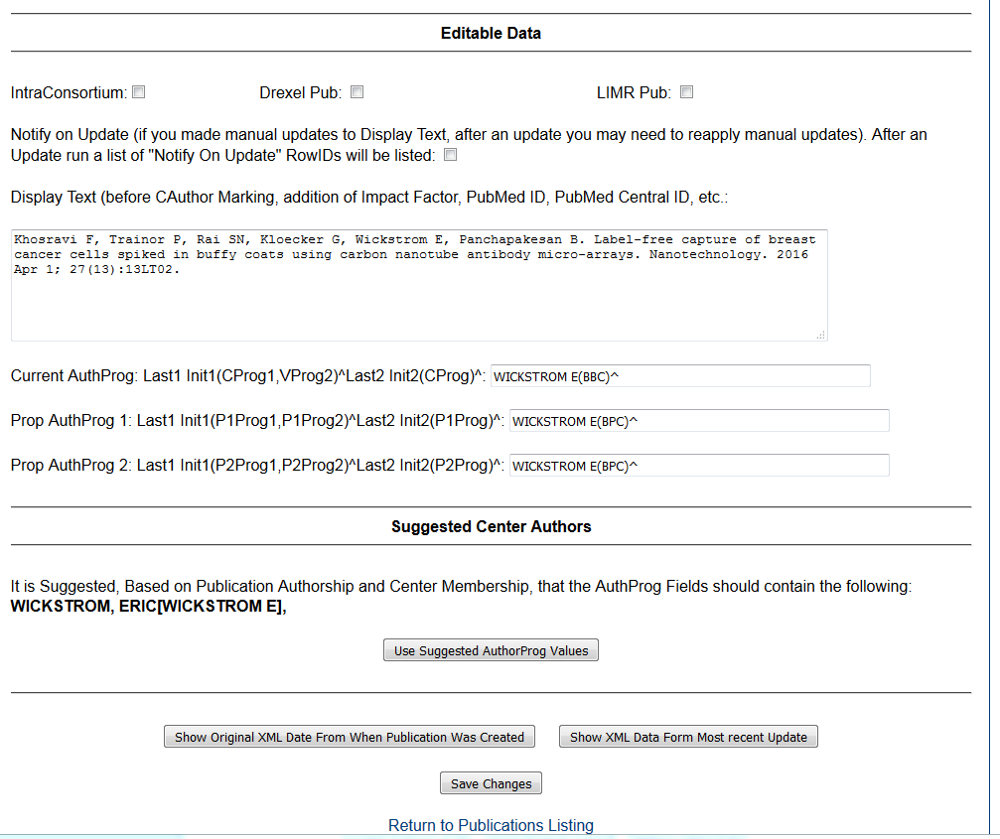 Editable Data
IntraConsortium:
Drexel Pub:
LIMR Pub:
Notify on Update (if you made manual updates to Display Text, after an update you may need to reapply manual updates). After an
Update run a list of "Notify On Update" RowIDs will be listed:
Display Text (before CAuthor Marking, addition of Impact Factor, PubMed ID, PubMed Central ID, etc.:
Khosravi F, Trainor P, Rai SN, Kloecker G, Wickstrom E, Panchapakesan B. Label-free capture of breast
cancer cells spiked in buffy coats using carbon nanotube antibody micro-arrays. Nanotechnology. 2016
Apr 1; 27(13):13LT02.
Current AuthProg: Last1 Init1(CProg1,VProg2)^Last2 Init2(CProg)^: WICKSTROM E(BBC)^
Prop AuthProg 1: Last1 Init1(P1Prog1,P1Prog2)^Last2 Init2(P1Prog)^: WICKSTROM E(BPC)^
Prop AuthProg 2: Last1 Init1(P2Prog1,P2Prog2)^Last2 Init2(P2Prog)^: WICKSTROM E(BPC)^
Suggested Center Authors
It is Suggested, Based on Publication Authorship and Center Membership, that the AuthProg Fields should contain the following:
WICKSTROM, ERIC[WICKSTROM E],
Use Suggested AuthorProg Values
Show Original XML Date From When Publication Was Created
Show XML Data Form Most recent Update
Save Changes
Return to Publications Listing